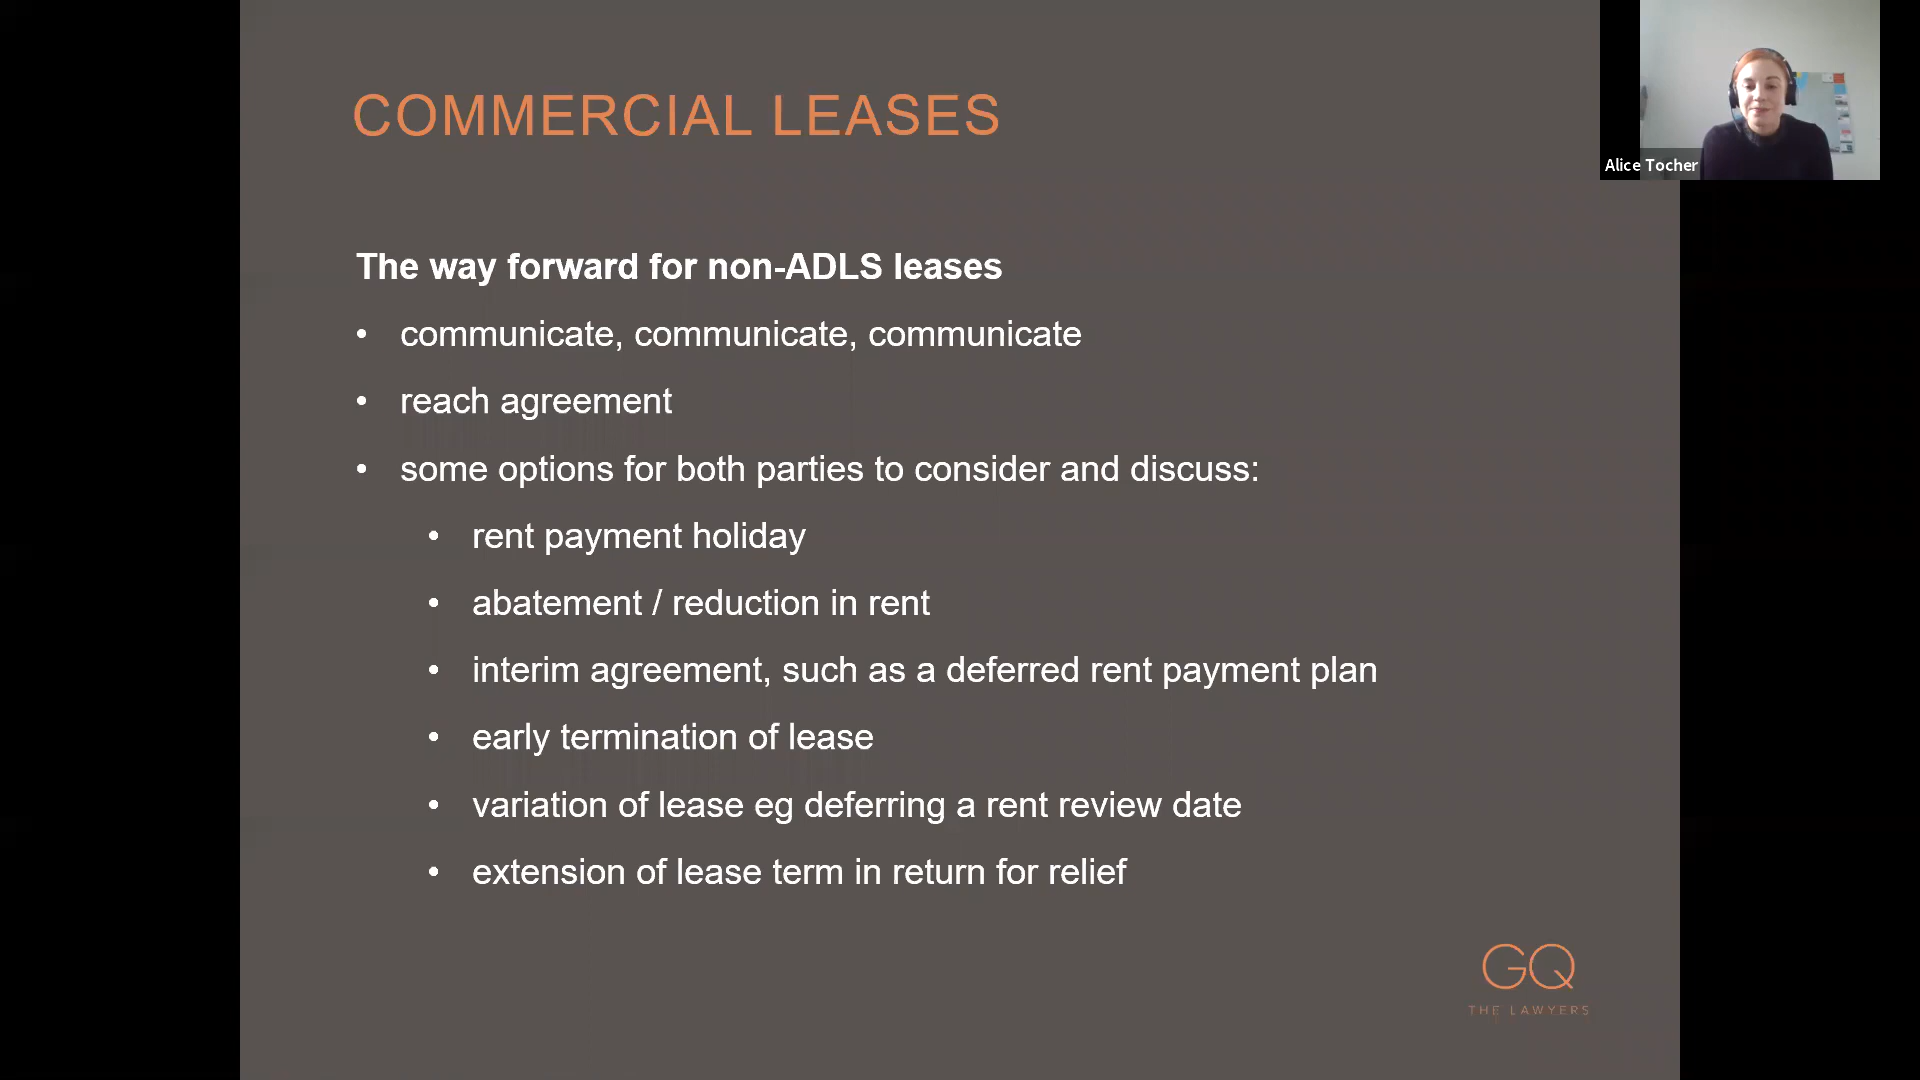 COMMERCIAL LEASES
Alice Tocher
The way forward for non-ADLS leases
• communicate, communicate, communicate
• reach agreement
• some options for both parties to consider and discuss:
• rent payment holiday
• abatement / reduction in rent
• interim agreement, such as a deferred rent payment plan
• early termination of lease
• variation of lease eg deferring a rent review date
• extension of lease term in return for relief
GQ
THE LAWYERS